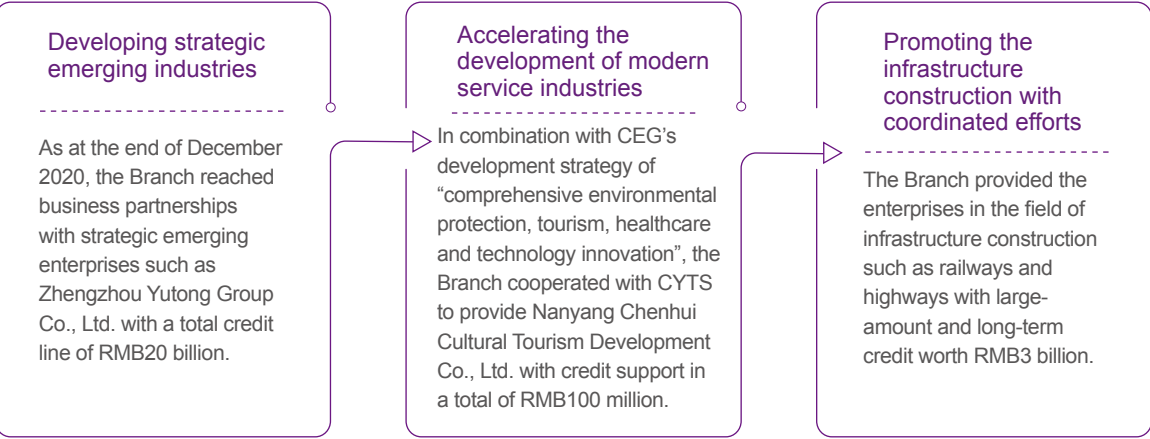 Developing strategic
emerging industries
As at the end of December
2020, the Branch reached
business partnerships
with strategic emerging
enterprises such as
Zhengzhou Yutong Group
Co., Ltd. with a total credit
line of RMB20 billion.
Accelerating the
development of modern
service industries
In combination with CEG’s
development strategy of
“comprehensive environmental
protection, tourism, healthcare
and technology innovation”, the
Branch cooperated with CYTS
to provide Nanyang Chenhui
Cultural Tourism Development
Co., Ltd. with credit support in
a total of RMB100 million.
Promoting the
infrastructure
construction with
coordinated efforts
The Branch provided the
enterprises in the field of
infrastructure construction
such as railways and
highways with large-
amount and long-term
credit worth RMB3 billion.